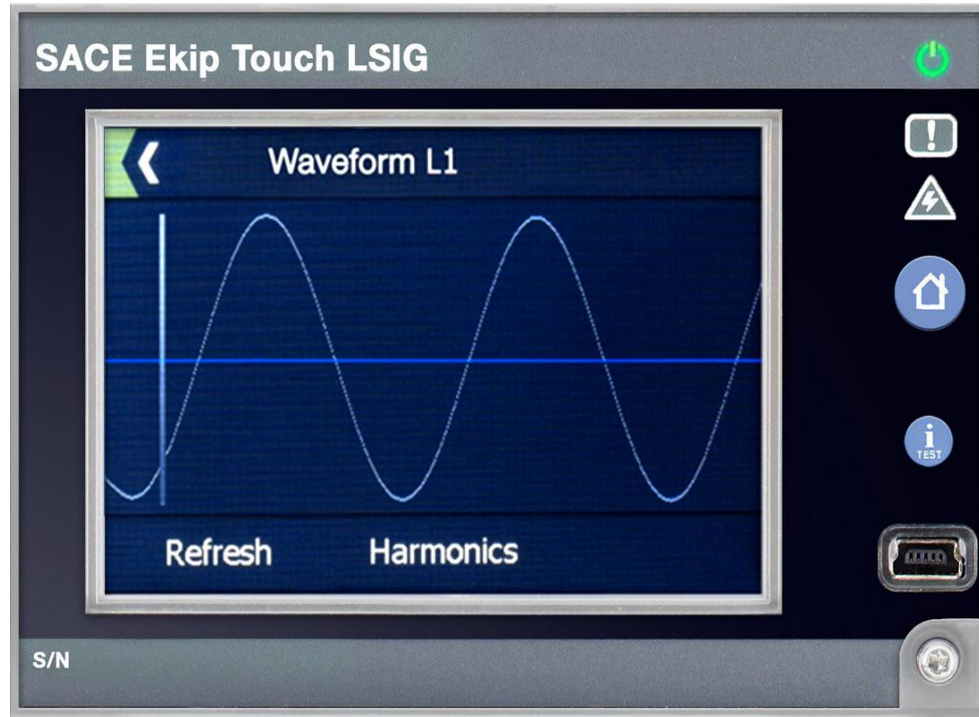 SACE Ekip Touch LSIG
Waveform L1
i
TEST
Refresh
Harmonics
S/N